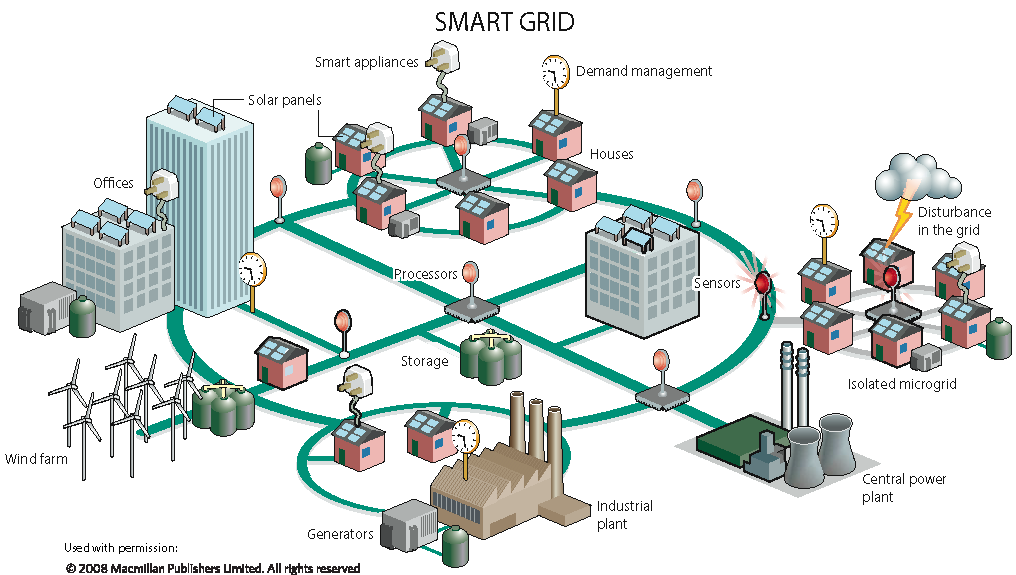 SMART GRID
Smart appliances
Demand management
Solar panels
Houses
Offices
Disturbance
in the grid
Processors
Sensors
Storage
Isolated microgrid
Wind farm
Central power
plant
Industrial
plant
Generators
Used with permission:
© 2008 Macmillan Publishers Limited. All rights reserved